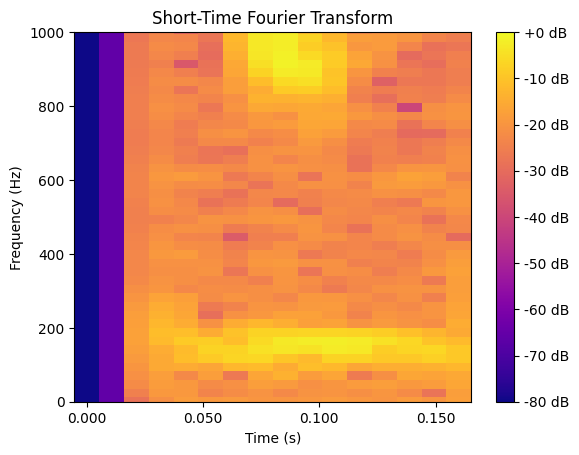 Short-Time Fourier Transform
1000
800
600
400
200
0
Frequency (Hz)
0.000
0.050
0.100
0.150
Time (s)
+0 dB
-10 dB
-20 dB
-30 dB
-40 dB
-50 dB
-60 dB
-70 dB
-80 dB